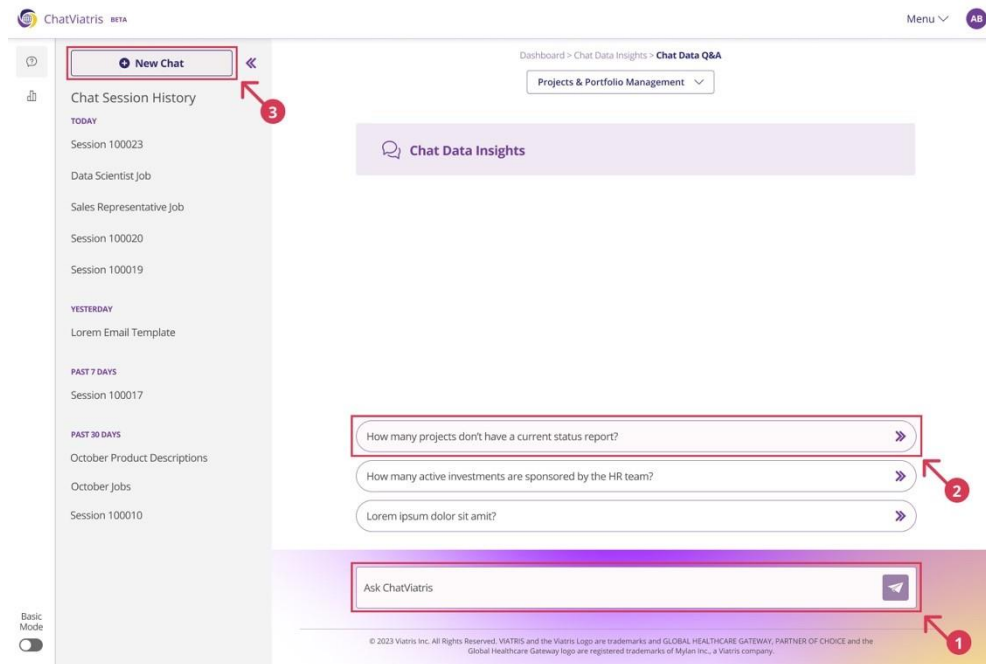 ChatViatris BETA
Menu
AB
New Chat
3
Chat Session History
TODAY
Session 100023
Data Scientist Job
Sales Representative Job
Session 100020
Session 100019
YESTERDAY
Lorem Email Template
PAST 7 DAYS
Session 100017
PAST 30 DAYS
October Product Descriptions
October Jobs
Session 100010
Basic
Mode
Dashboard > Chat Data Insights > Chat Data Q&A
Projects & Portfolio Management
Chat Data Insights
How many projects don't have a current status report?
2
How many active investments are sponsored by the HR team?
Lorem ipsum dolor sit amit?
Ask ChatViatris
1
© 2023 Viatris Inc. All Rights Reserved. VIATRIS and the Viatris Logo are trademarks and GLOBAL HEALTHCARE GATEWAY, PARTNER OF CHOICE and the
Global Healthcare Gateway logo are registered trademarks of Mylan Inc., a Viatris company.